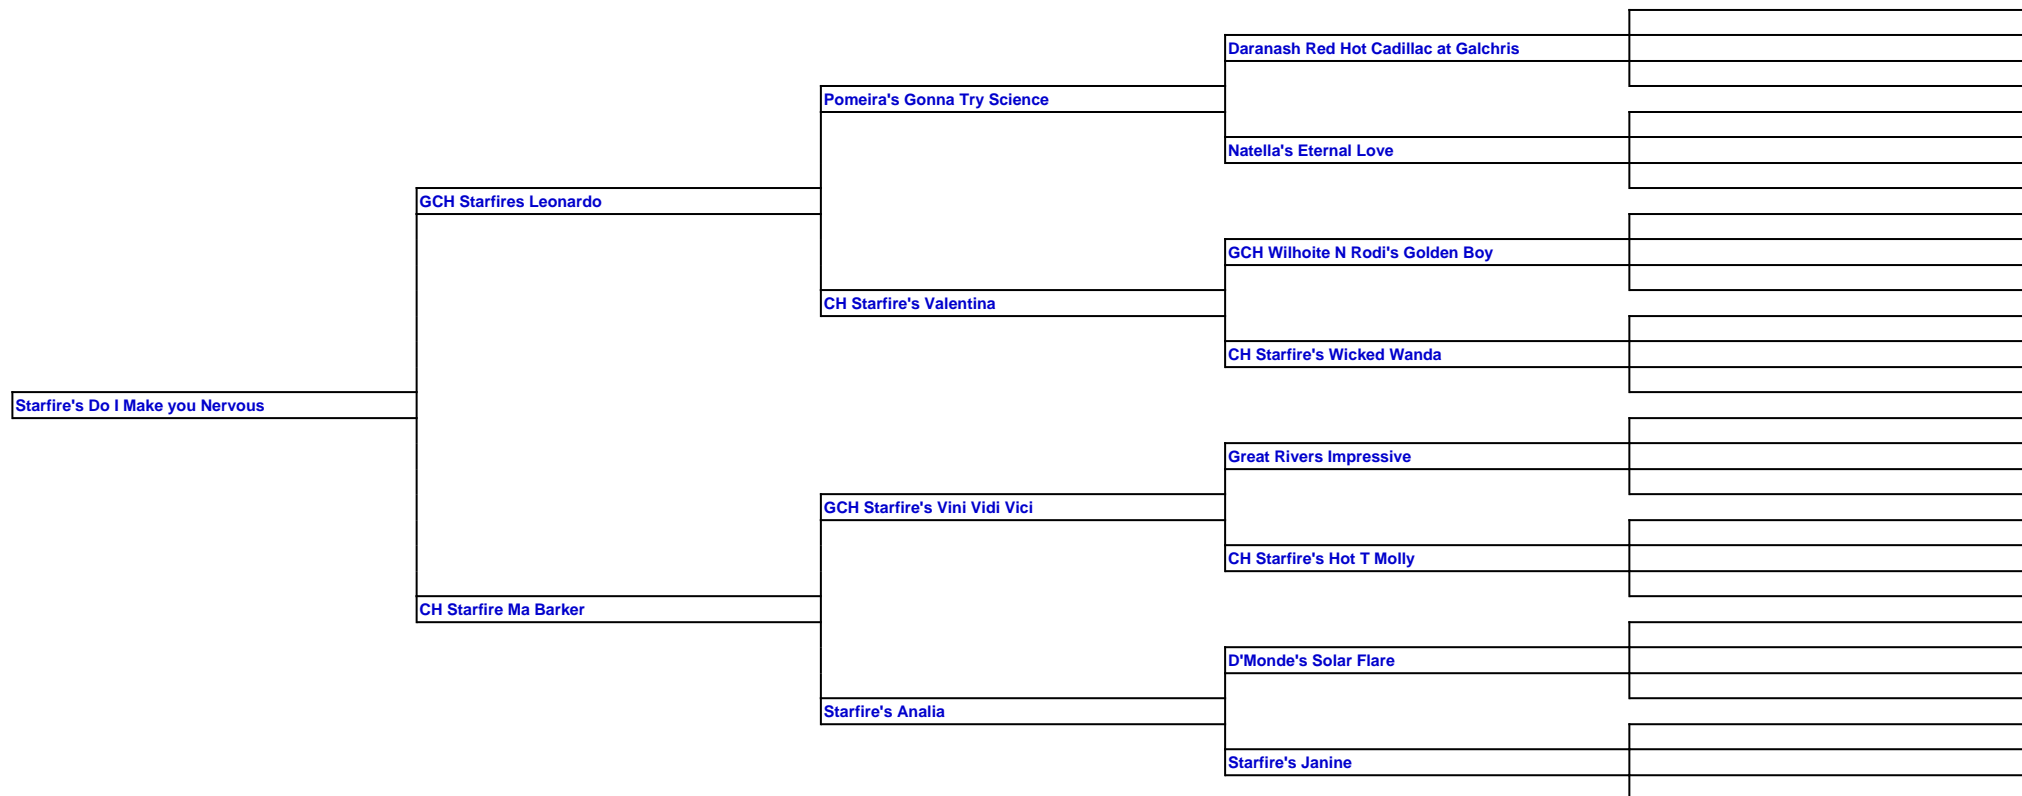 Daranash Red Hot Cadillac at Galchris
Pomeira's Gonna Try Science
Natella's Eternal Love
GCH Starfires Leonardo
GCH Wilhoite N Rodi's Golden Boy
CH Starfire's Valentina
CH Starfire's Wicked Wanda
Starfire's Do I Make you Nervous
Great Rivers Impressive
GCH Starfire's Vini Vidi Vici
CH Starfire's Hot T Molly
CH Starfire Ma Barker
D'Monde's Solar Flare
Starfire's Analia
Starfire's Janine